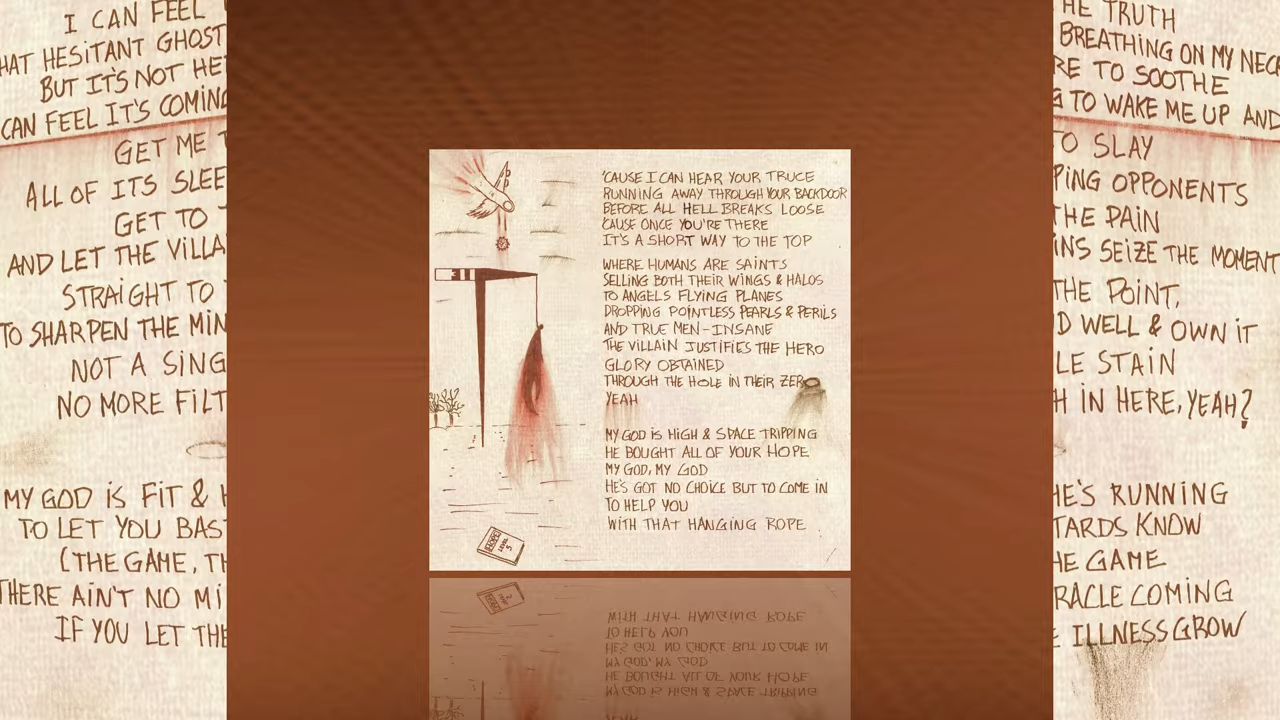 I CAN FEEL
HAT HESITANT GHOST
BUT IT'S NOT HE
CAN FEEL IT'S COMING
GET ME
ALL OF ITS SLEE
GET TO
AND LET THE VILLA
STRAIGHT TO
TO SHARPEN THE MIN
NOT A SING
NO MORE FILT
MY GOD IS FIT &
TO LET YOU BAS
(THE GAME, TH
THERE AIN'T NO MI
IF YOU LET THE
'CAUSE I CAN HEAR YOUR TRUCE
RUNNING AWAY THROUGH YOUR BACKDOOR
BEFORE ALL HELL BREAKS LOOSE
'CAUSE ONCE YOU'RE THERE
IT'S A SHORT WAY TO THE TOP
WHERE HUMANS ARE SAINTS
SELLING BOTH THEIR WINGS & HALOS
TO ANGELS FLYING PLANES
DROPPING POINTLESS PEARLS & PERILS
AND TRUE MEN-INSANE
THE VILLAIN JUSTIFIES THE HERO
GLORY OBTAINED
THROUGH THE HOLE IN THEIR ZERO
YEAH
MY GOD IS HIGH & SPACE TRIPPING
HE BOUGHT ALL OF YOUR HOPE
MY GOD, MY GOD
HE'S GOT NO CHOICE BUT TO COME IN
TO HELP YOU
WITH THAT HANGING ROPE
LEVEL
5
HE TRUTH
BREATHING ON MY NECK
RE TO SOOTHE
G TO WAKE ME UP AND
TO SLAY
PING OPPONENTS
THE PAIN
INS SEIZE THE MOMENT
THE POINT,
D WELL & OWN IT
LE STAIN
H IN HERE, YEAH?
HE'S RUNNING
TARDS KNOW
HE GAME
RACLE COMING
E ILLNESS GROW